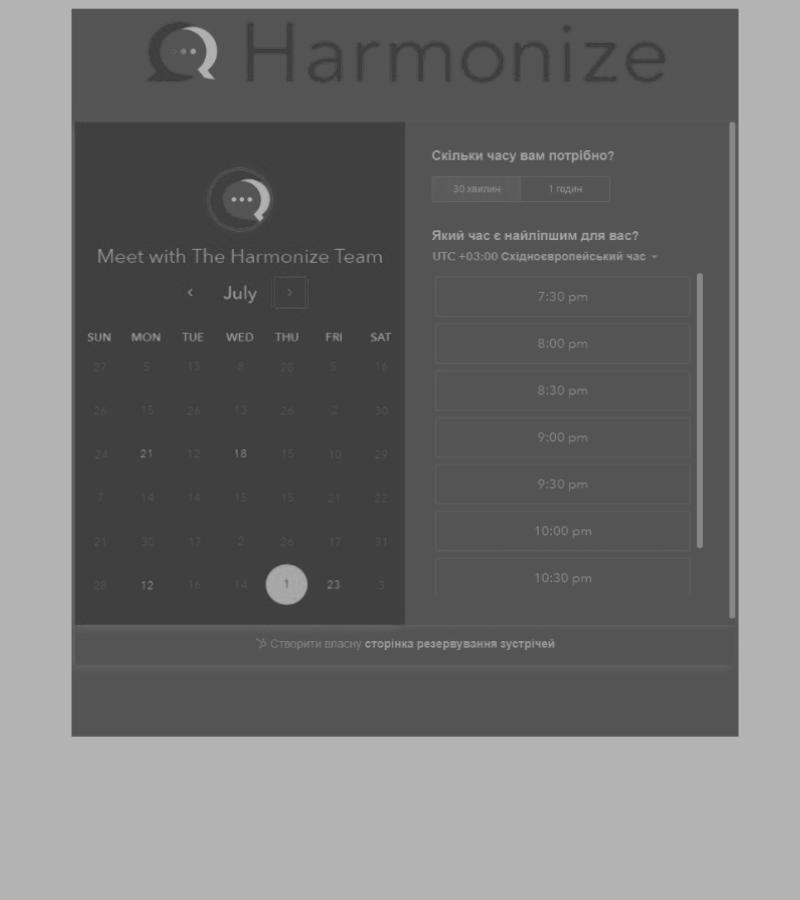 Harmonize
Meet with The Harmonize Team
July
SUN MON TUE WED THU FRI SAT
27 5 13 8 28 5 16
26 15 26 13 26 2 30
24 21 12 18 15 10 29
7 14 14 15 15 21 22
21 30 17 2 26 17 31
28 12 16 14 1 23 3
Скільки часу вам потрібно?
30 хвилин 1 годин
Який час є найліпшим для вас?
UTC +03:00 Східноєвропейський час
7:30 pm
8:00 pm
8:30 pm
9:00 pm
9:30 pm
10:00 pm
10:30 pm
Створити власну сторінка резервування зустрічей